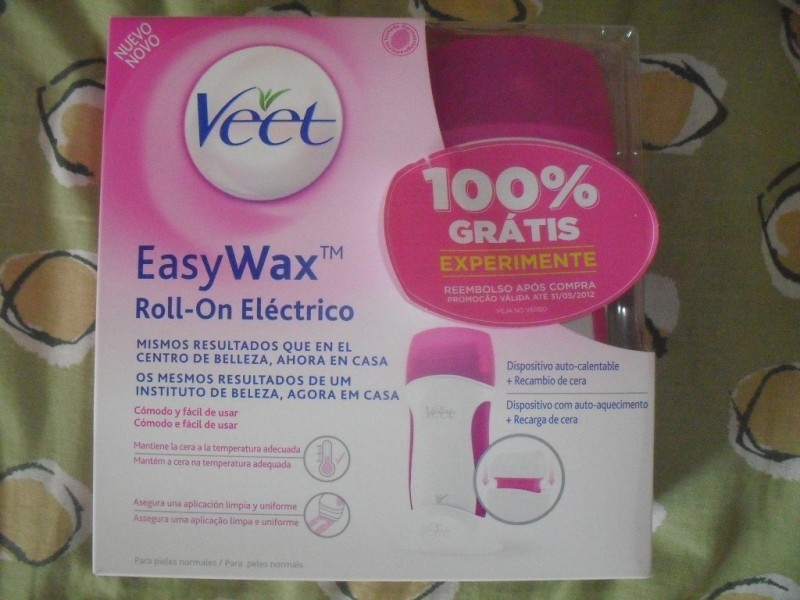 NUEVO
NOVO
Veet
100%
GRÁTIS
EXPERIMENTE
REEMBOLSO APÓS COMPRA
PROMOÇÃO VÁLIDA ATÉ 31/05/2012
VEJA NO VERSO
EasyWax™
Roll-On Eléctrico
MISMOS RESULTADOS QUE EN EL
CENTRO DE BELLEZA, AHORA EN CASA
OS MESMOS RESULTADOS DE UM
INSTITUTO DE BELEZA, AGORA EM CASA
Cómodo y fácil de usar
Cómodo e fácil de usar
Mantiene la cera a la temperatura adecuada
Mantém a cera na temperatura adequada
Asegura una aplicación limpia y uniforme
Assegura uma aplicação limpa e uniforme
Para pieles normales / Para peles normais
Veet
Dispositivo auto-calentable
+ Recambio de cera
Dispositivo com auto-aquecimento
+ Recarga de cera